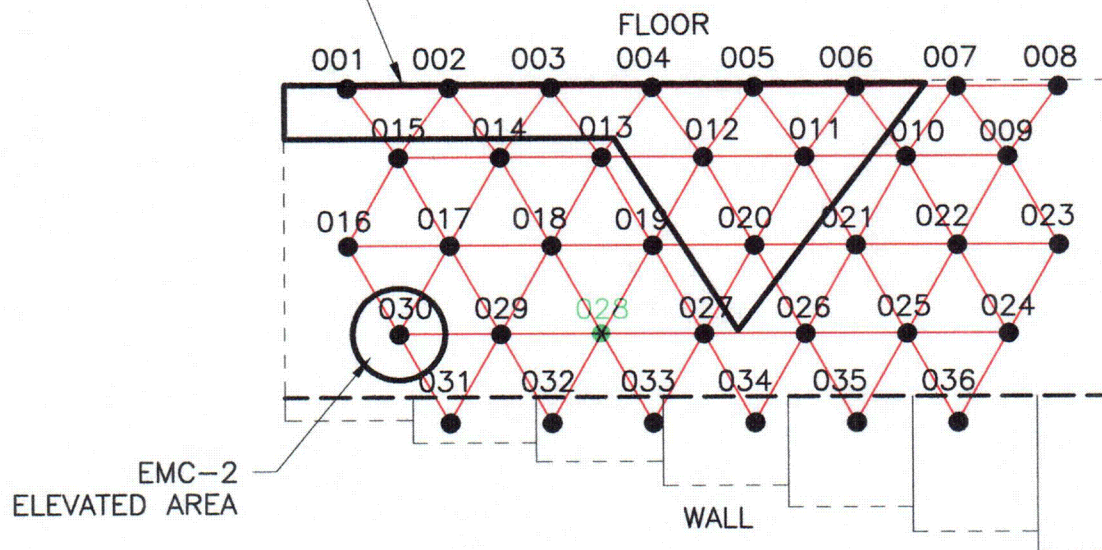 FLOOR
001 002 003 004 005 006 007 008
015 014 013 012 011 010 009
016 017 018 019 020 021 022 023
030 029 028 027 026 025 024
031 032 033 034 035 036
EMC-2
ELEVATED AREA
WALL